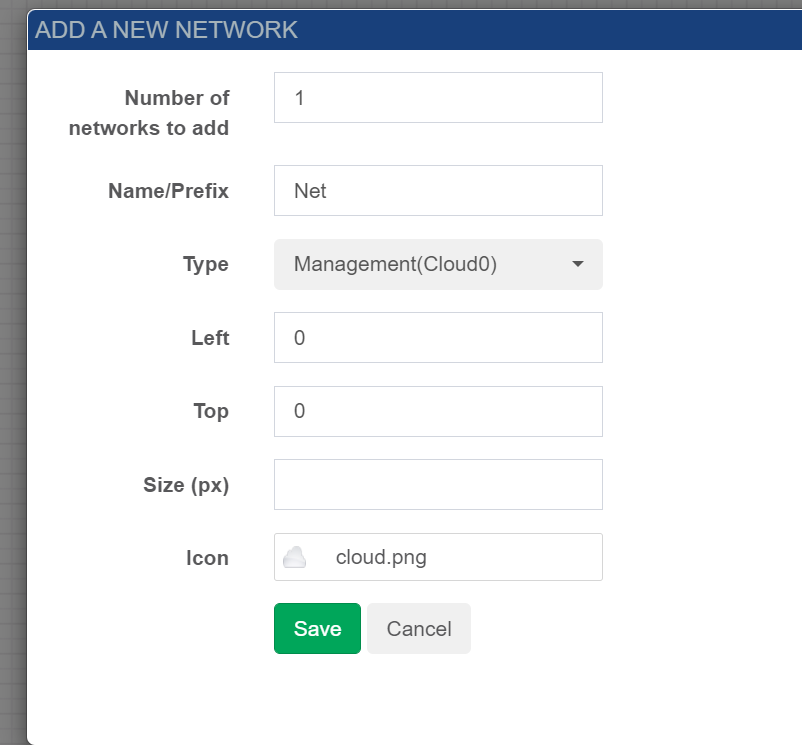 ADD A NEW NETWORK
Number of
networks to add
1
Name/Prefix
Net
Type
Management(Cloud0)
Left
0
Top
0
Size (px)
Icon
cloud.png
Save
Cancel